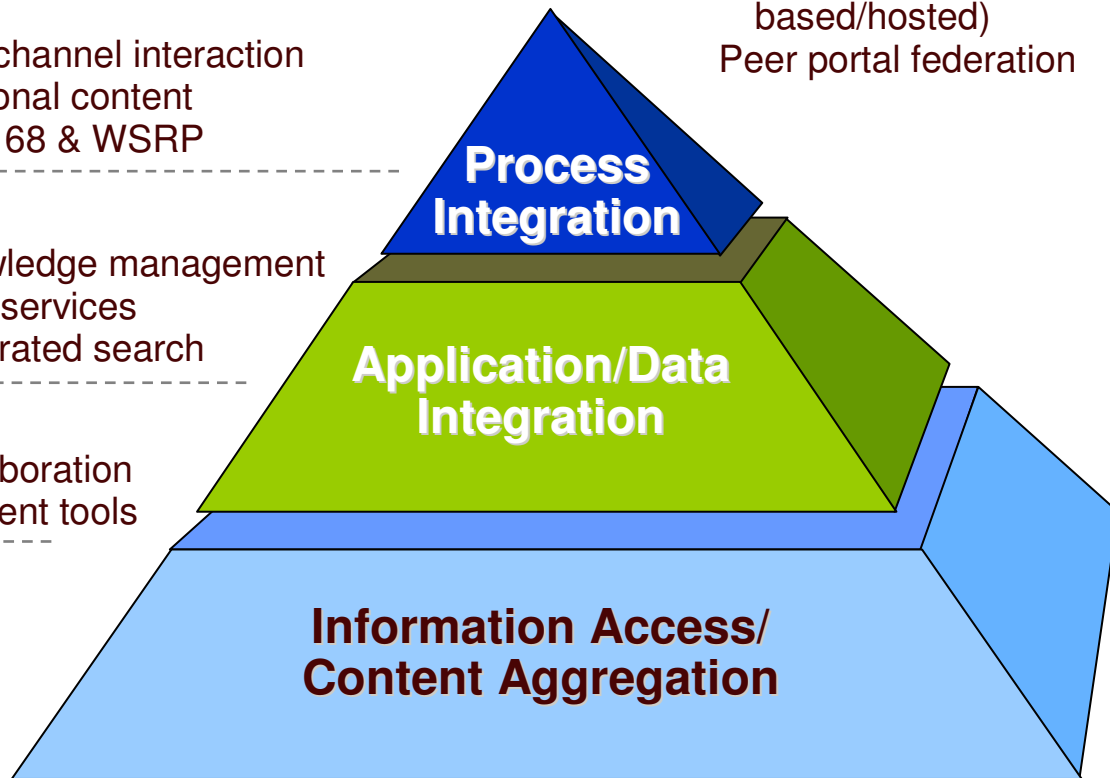 based/hosted)
Peer portal federation
channel interaction
onal content
68 & WSRP
Process
Integration
wledge management
services
rated search
Application/Data
Integration
boration
ent tools
Information Access/
Content Aggregation